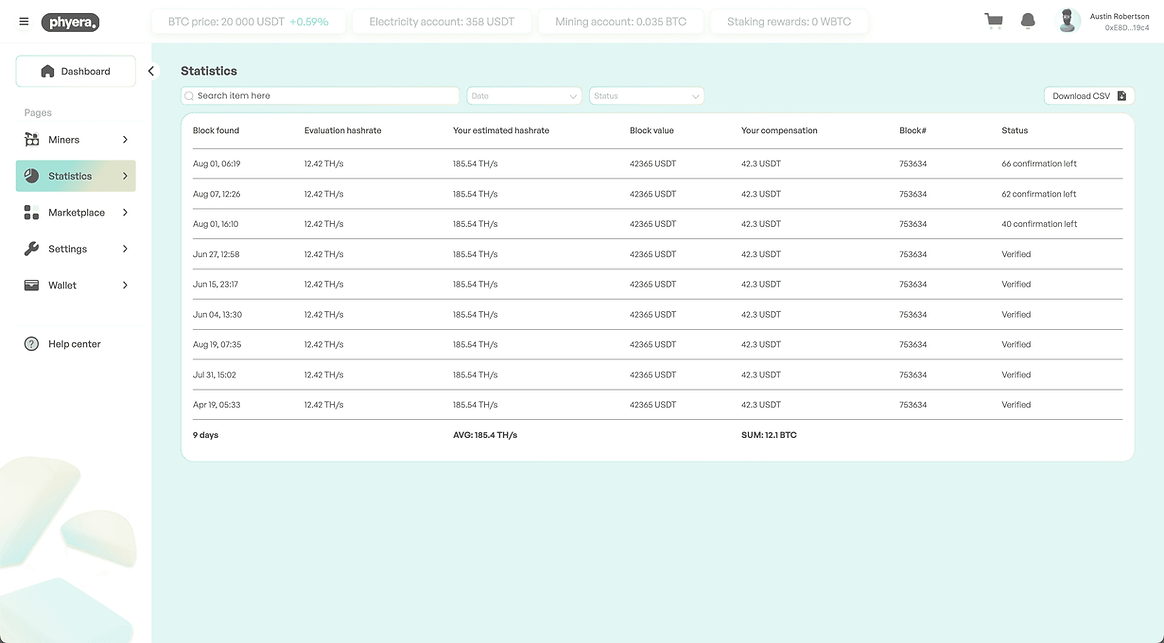 phyera.
BTC price: 20 000 USDT +0.59%
Electricity account: 358 USDT
Mining account: 0.035 BTC
Staking rewards: 0 WBTC
Austin Robertson
0xE8D...19c4
Dashboard
Pages
Miners
Statistics
Marketplace
Settings
Wallet
Help center
Statistics
Search item here
Date
Status
Download CSV
Block found Evaluation hashrate Your estimated hashrate Block value Your compensation Block# Status
Aug 01, 06:19 12.42 TH/s 185.54 TH/s 42365 USDT 42.3 USDT 753634 66 confirmation left
Aug 07, 12:26 12.42 TH/s 185.54 TH/s 42365 USDT 42.3 USDT 753634 62 confirmation left
Aug 01, 16:10 12.42 TH/s 185.54 TH/s 42365 USDT 42.3 USDT 753634 40 confirmation left
Jun 27, 12:58 12.42 TH/s 185.54 TH/s 42365 USDT 42.3 USDT 753634 Verified
Jun 15, 23:17 12.42 TH/s 185.54 TH/s 42365 USDT 42.3 USDT 753634 Verified
Jun 04, 13:30 12.42 TH/s 185.54 TH/s 42365 USDT 42.3 USDT 753634 Verified
Aug 19, 07:35 12.42 TH/s 185.54 TH/s 42365 USDT 42.3 USDT 753634 Verified
Jul 31, 15:02 12.42 TH/s 185.54 TH/s 42365 USDT 42.3 USDT 753634 Verified
Apr 19, 05:33 12.42 TH/s 185.54 TH/s 42365 USDT 42.3 USDT 753634 Verified
9 days AVG: 185.4 TH/s SUM: 12.1 BTC